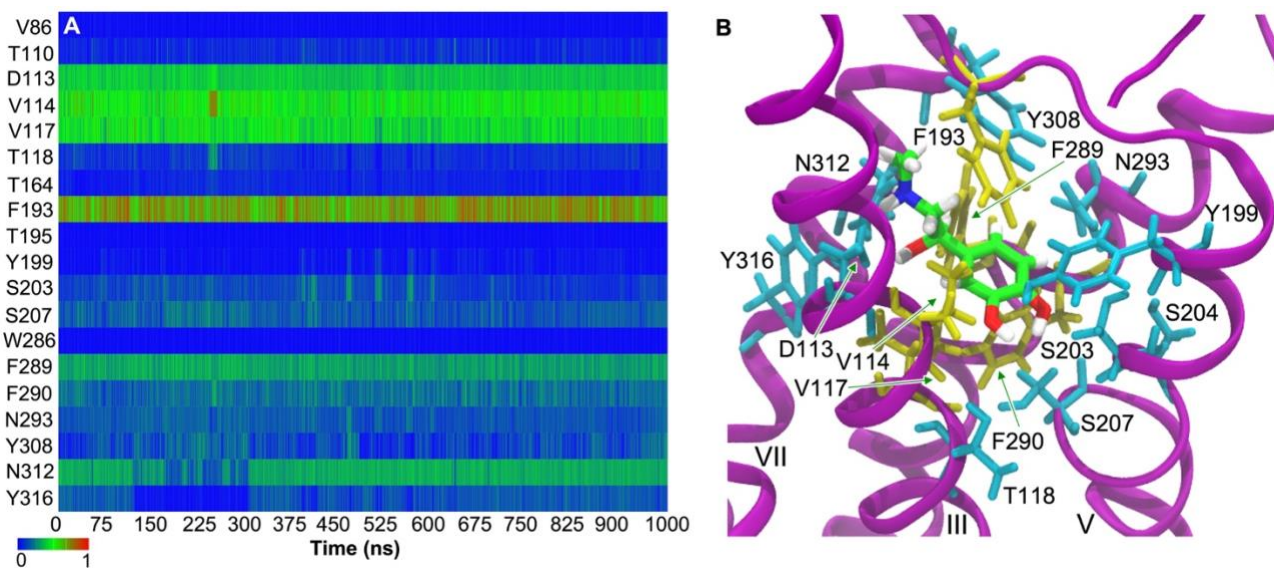 A
V86
T110
D113
V114
V117
T118
T164
F193
T195
Y199
S203
S207
W286
F289
F290
N293
Y308
N312
Y316
0 75 150 225 300 375 450 525 600 675 750 825 900 1000
Time (ns)
0 1
B
Y308
F193
F289
N312
N293
Y199
Y316
S204
D113
V114
S203
V117
S207
F290
VII
T118
III
V